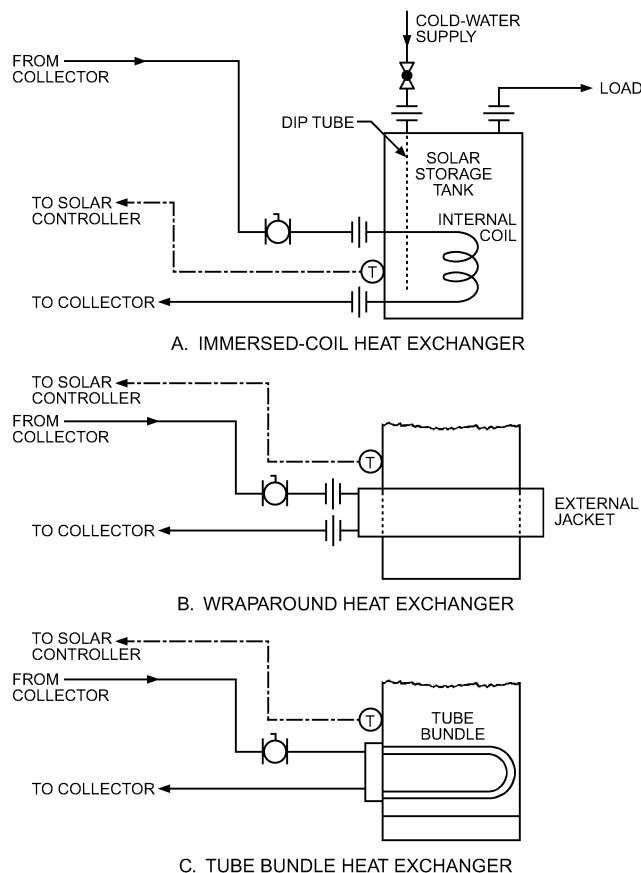 COLD-WATER
SUPPLY
FROM
COLLECTOR
LOAD
DIP TUBE
SOLAR
STORAGE
TANK
TO SOLAR
CONTROLLER
INTERNAL
COIL
T
TO COLLECTOR
A. IMMERSED-COIL HEAT EXCHANGER
TO SOLAR
CONTROLLER
FROM
COLLECTOR
T
EXTERNAL
JACKET
TO COLLECTOR
B. WRAPAROUND HEAT EXCHANGER
TO SOLAR
CONTROLLER
FROM
COLLECTOR
T
TUBE
BUNDLE
TO COLLECTOR
C. TUBE BUNDLE HEAT EXCHANGER